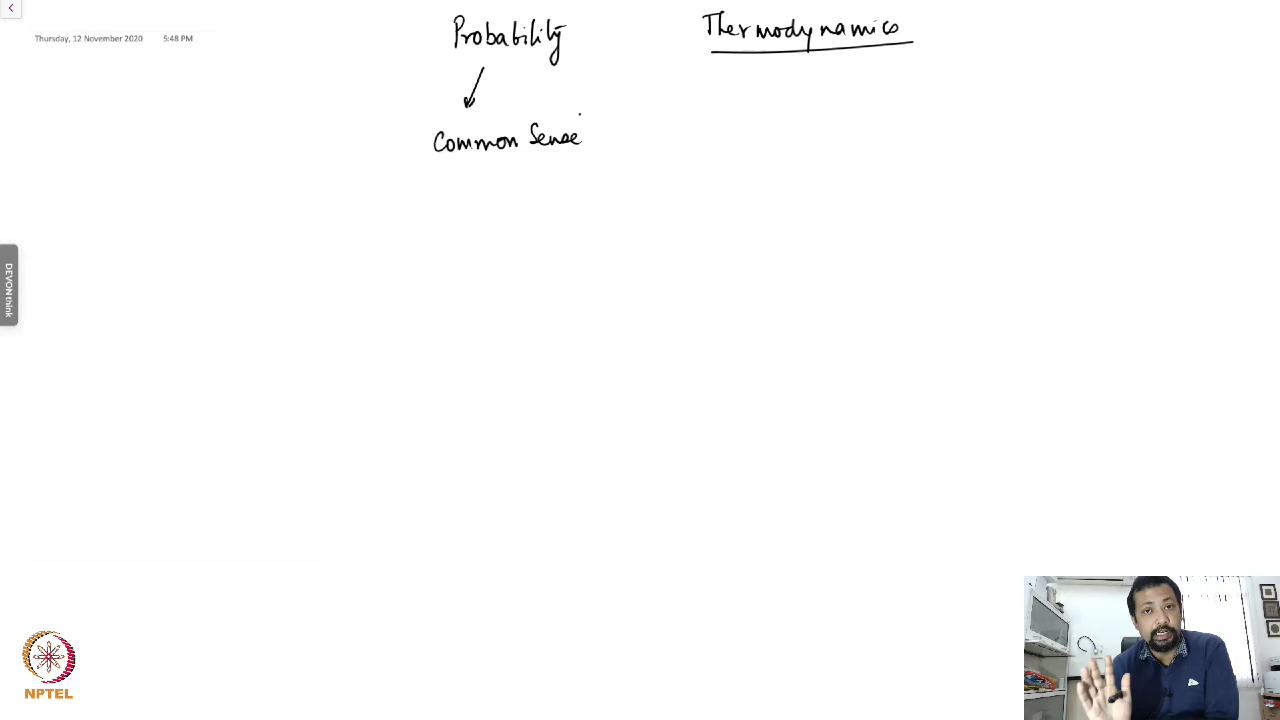 Probability Thermodynamics
Thursday, 12 November 2020 5:48 PM
Common Sense
DEVONthink
NPTEL